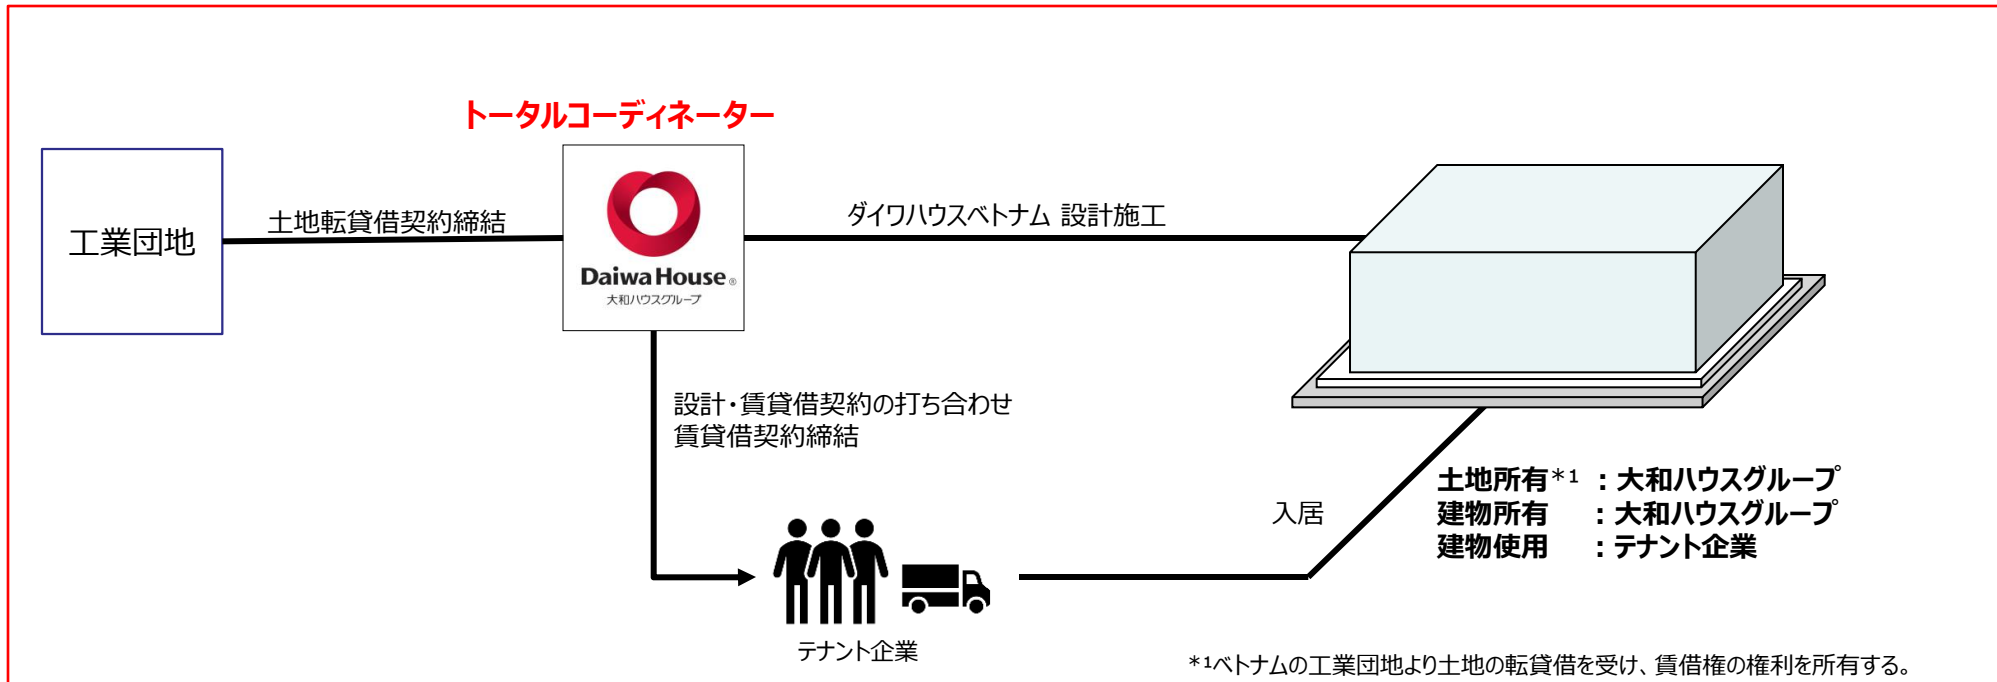 トータルコーディネーター
工業団地
土地転貸借契約締結
Daiwa House®
大和ハウスグループ
ダイワハウスベトナム 設計施工
設計・賃貸借契約の打ち合わせ
賃貸借契約締結
テナント企業
入居
土地所有*1 :大和ハウスグループ
建物所有 :大和ハウスグループ
建物使用 :テナント企業
*1ベトナムの工業団地より土地の転貸借を受け、賃借権の権利を所有する。